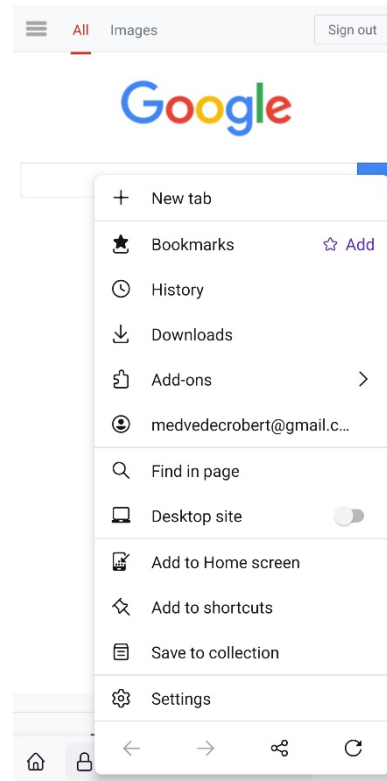 All Images Sign out
Google
New tab
Bookmarks Add
History
Downloads
Add-ons
medvedecrobert@gmail.c...
Find in page
Desktop site
Add to Home screen
Add to shortcuts
Save to collection
Settings